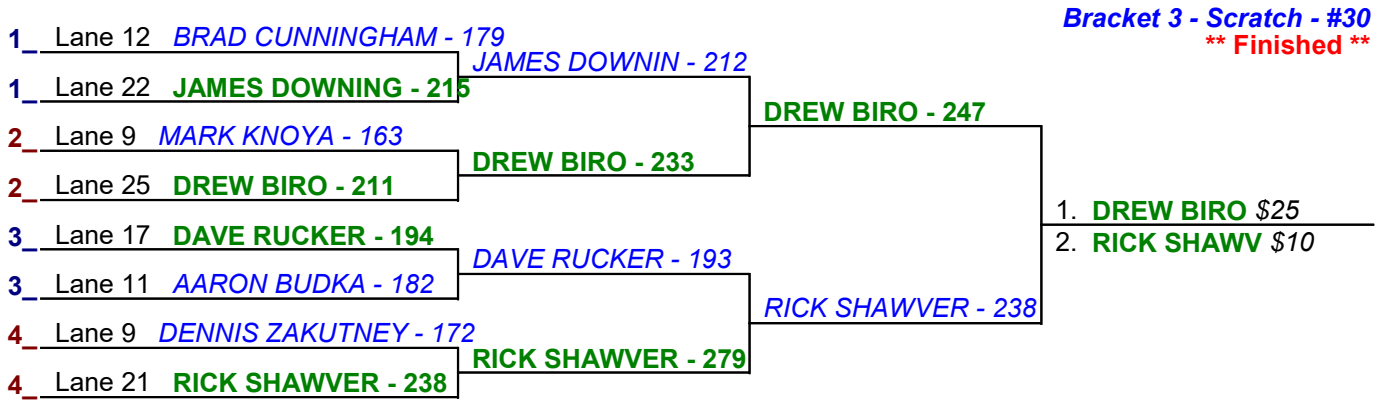 Bracket 3 - Scratch - #30
** Finished **
1_ Lane 12 BRAD CUNNINGHAM - 179
1_ Lane 22 JAMES DOWNING - 215
2_ Lane 9 MARK KNOYA - 163
2_ Lane 25 DREW BIRO - 211
3_ Lane 17 DAVE RUCKER - 194
3_ Lane 11 AARON BUDKA - 182
4_ Lane 9 DENNIS ZAKUTNEY - 172
4_ Lane 21 RICK SHAWVER - 238
JAMES DOWNIN - 212
DREW BIRO - 233
DAVE RUCKER - 193
RICK SHAWVER - 279
DREW BIRO - 247
RICK SHAWVER - 238
1. DREW BIRO $25
2. RICK SHAWV $10